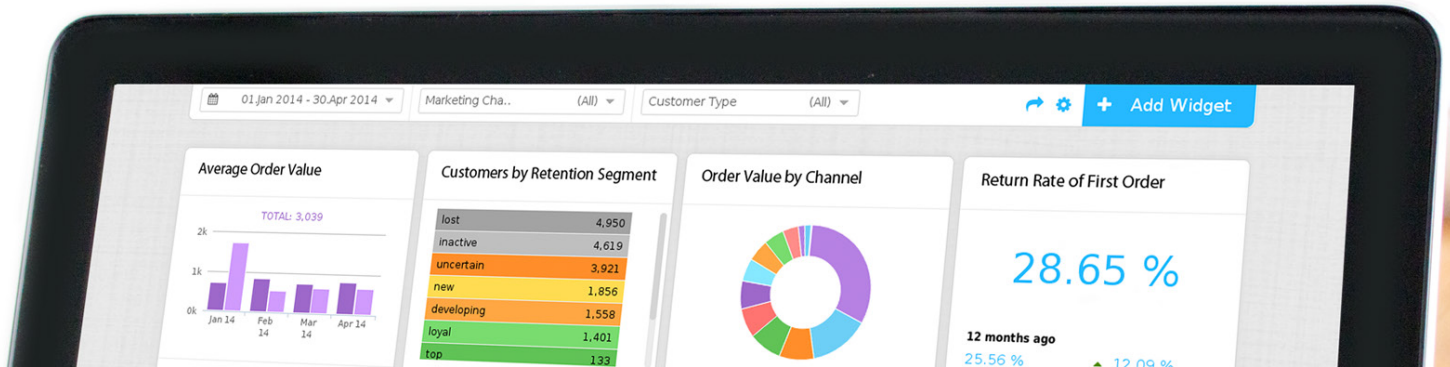 01.Jan 2014 - 30.Apr 2014
Marketing Cha.. (All)
Customer Type (All)
+ Add Widget
Average Order Value
TOTAL: 3,039
2k
1k
0k
Jan 14
Feb 14
Mar 14
Apr 14
Customers by Retention Segment
lost 4,950
inactive 4,619
uncertain 3,921
new 1,856
developing 1,558
loyal 1,401
top 133
Order Value by Channel
Return Rate of First Order
28.65 %
12 months ago
25.56 % 12.09 %